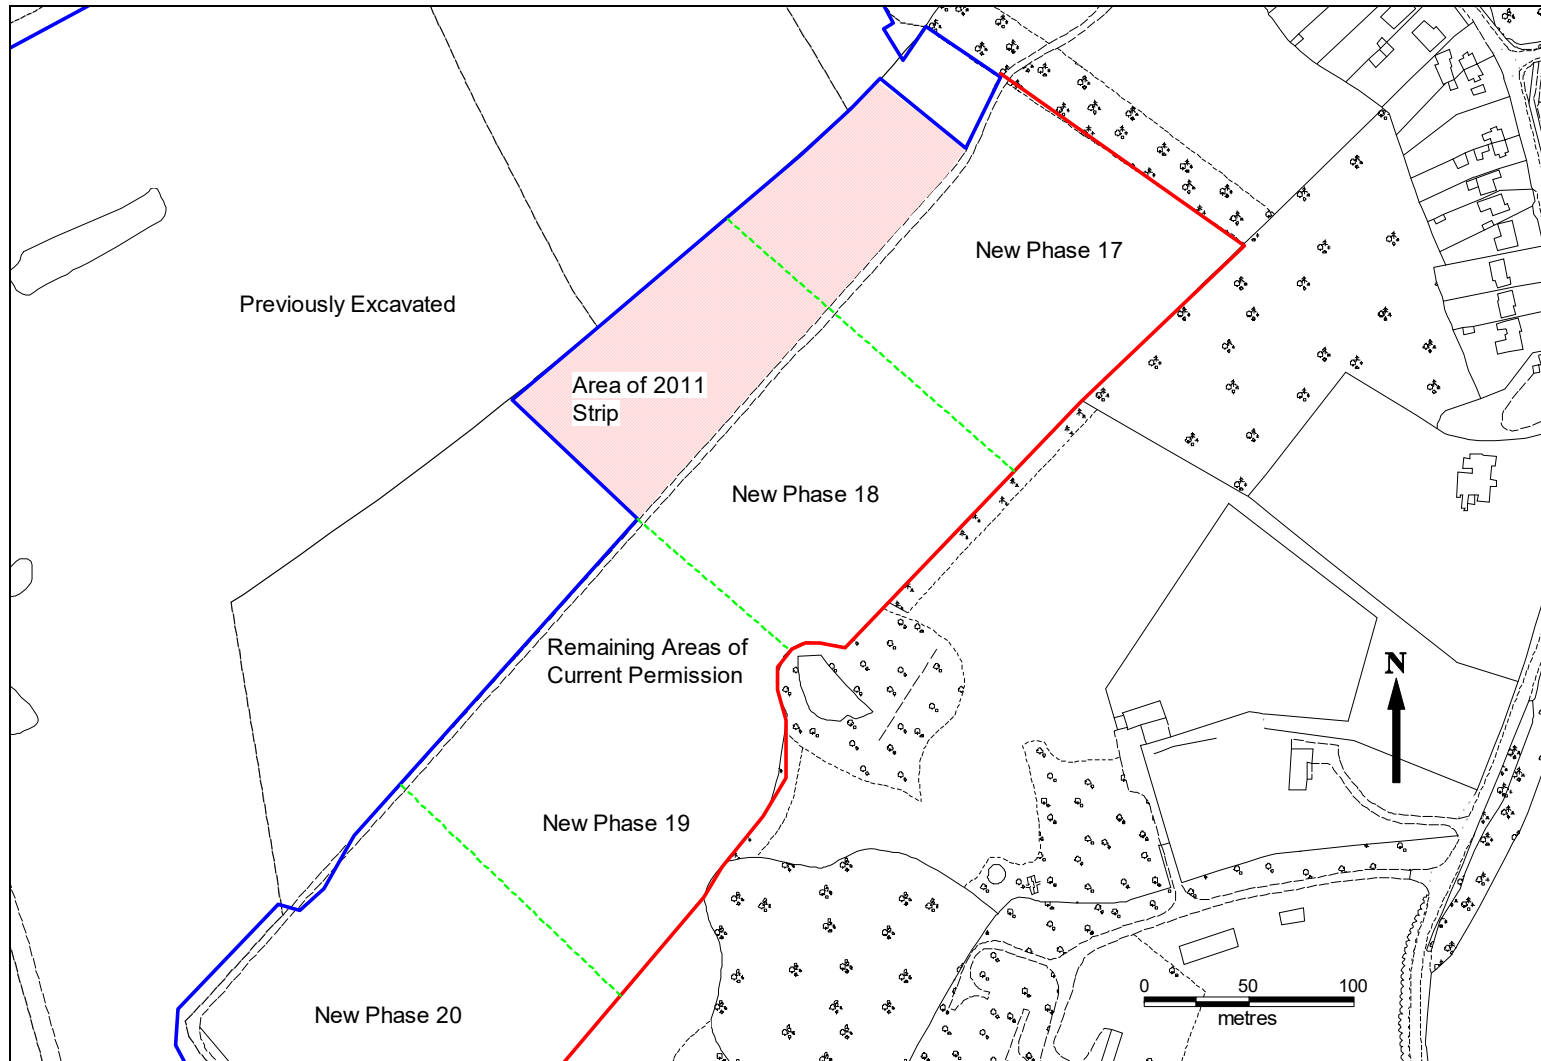 New Phase 17
Previously Excavated
Area of 2011
Strip
New Phase 18
Remaining Areas of
Current Permission
N
New Phase 19
0 50 100
metres
New Phase 20